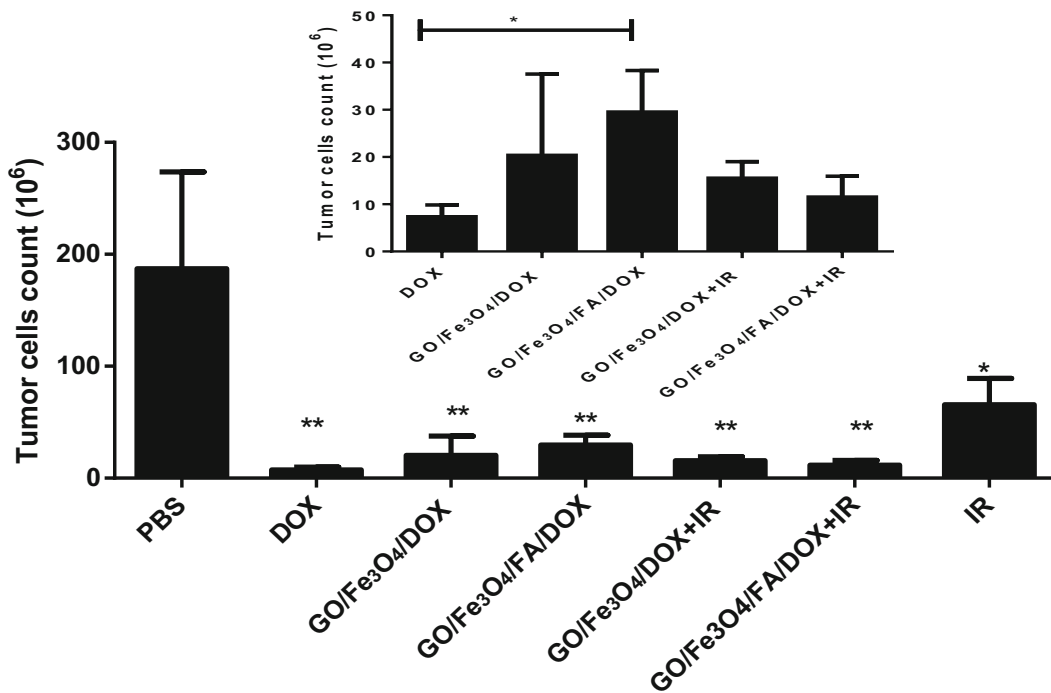 Tumor cells count (10⁶)
50
40
30
20
10
0
*
DOX
GO/Fe₃O₄/DOX
GO/Fe₃O₄/FA/DOX
GO/Fe₃O₄/DOX+IR
GO/Fe₃O₄/FA/DOX+IR
Tumor cells count (10⁶)
300
200
100
0
**
**
**
**
**
*
PBS
DOX
GO/Fe₃O₄/DOX
GO/Fe₃O₄/FA/DOX
GO/Fe₃O₄/DOX+IR
GO/Fe₃O4/FA/DOX+IR
IR